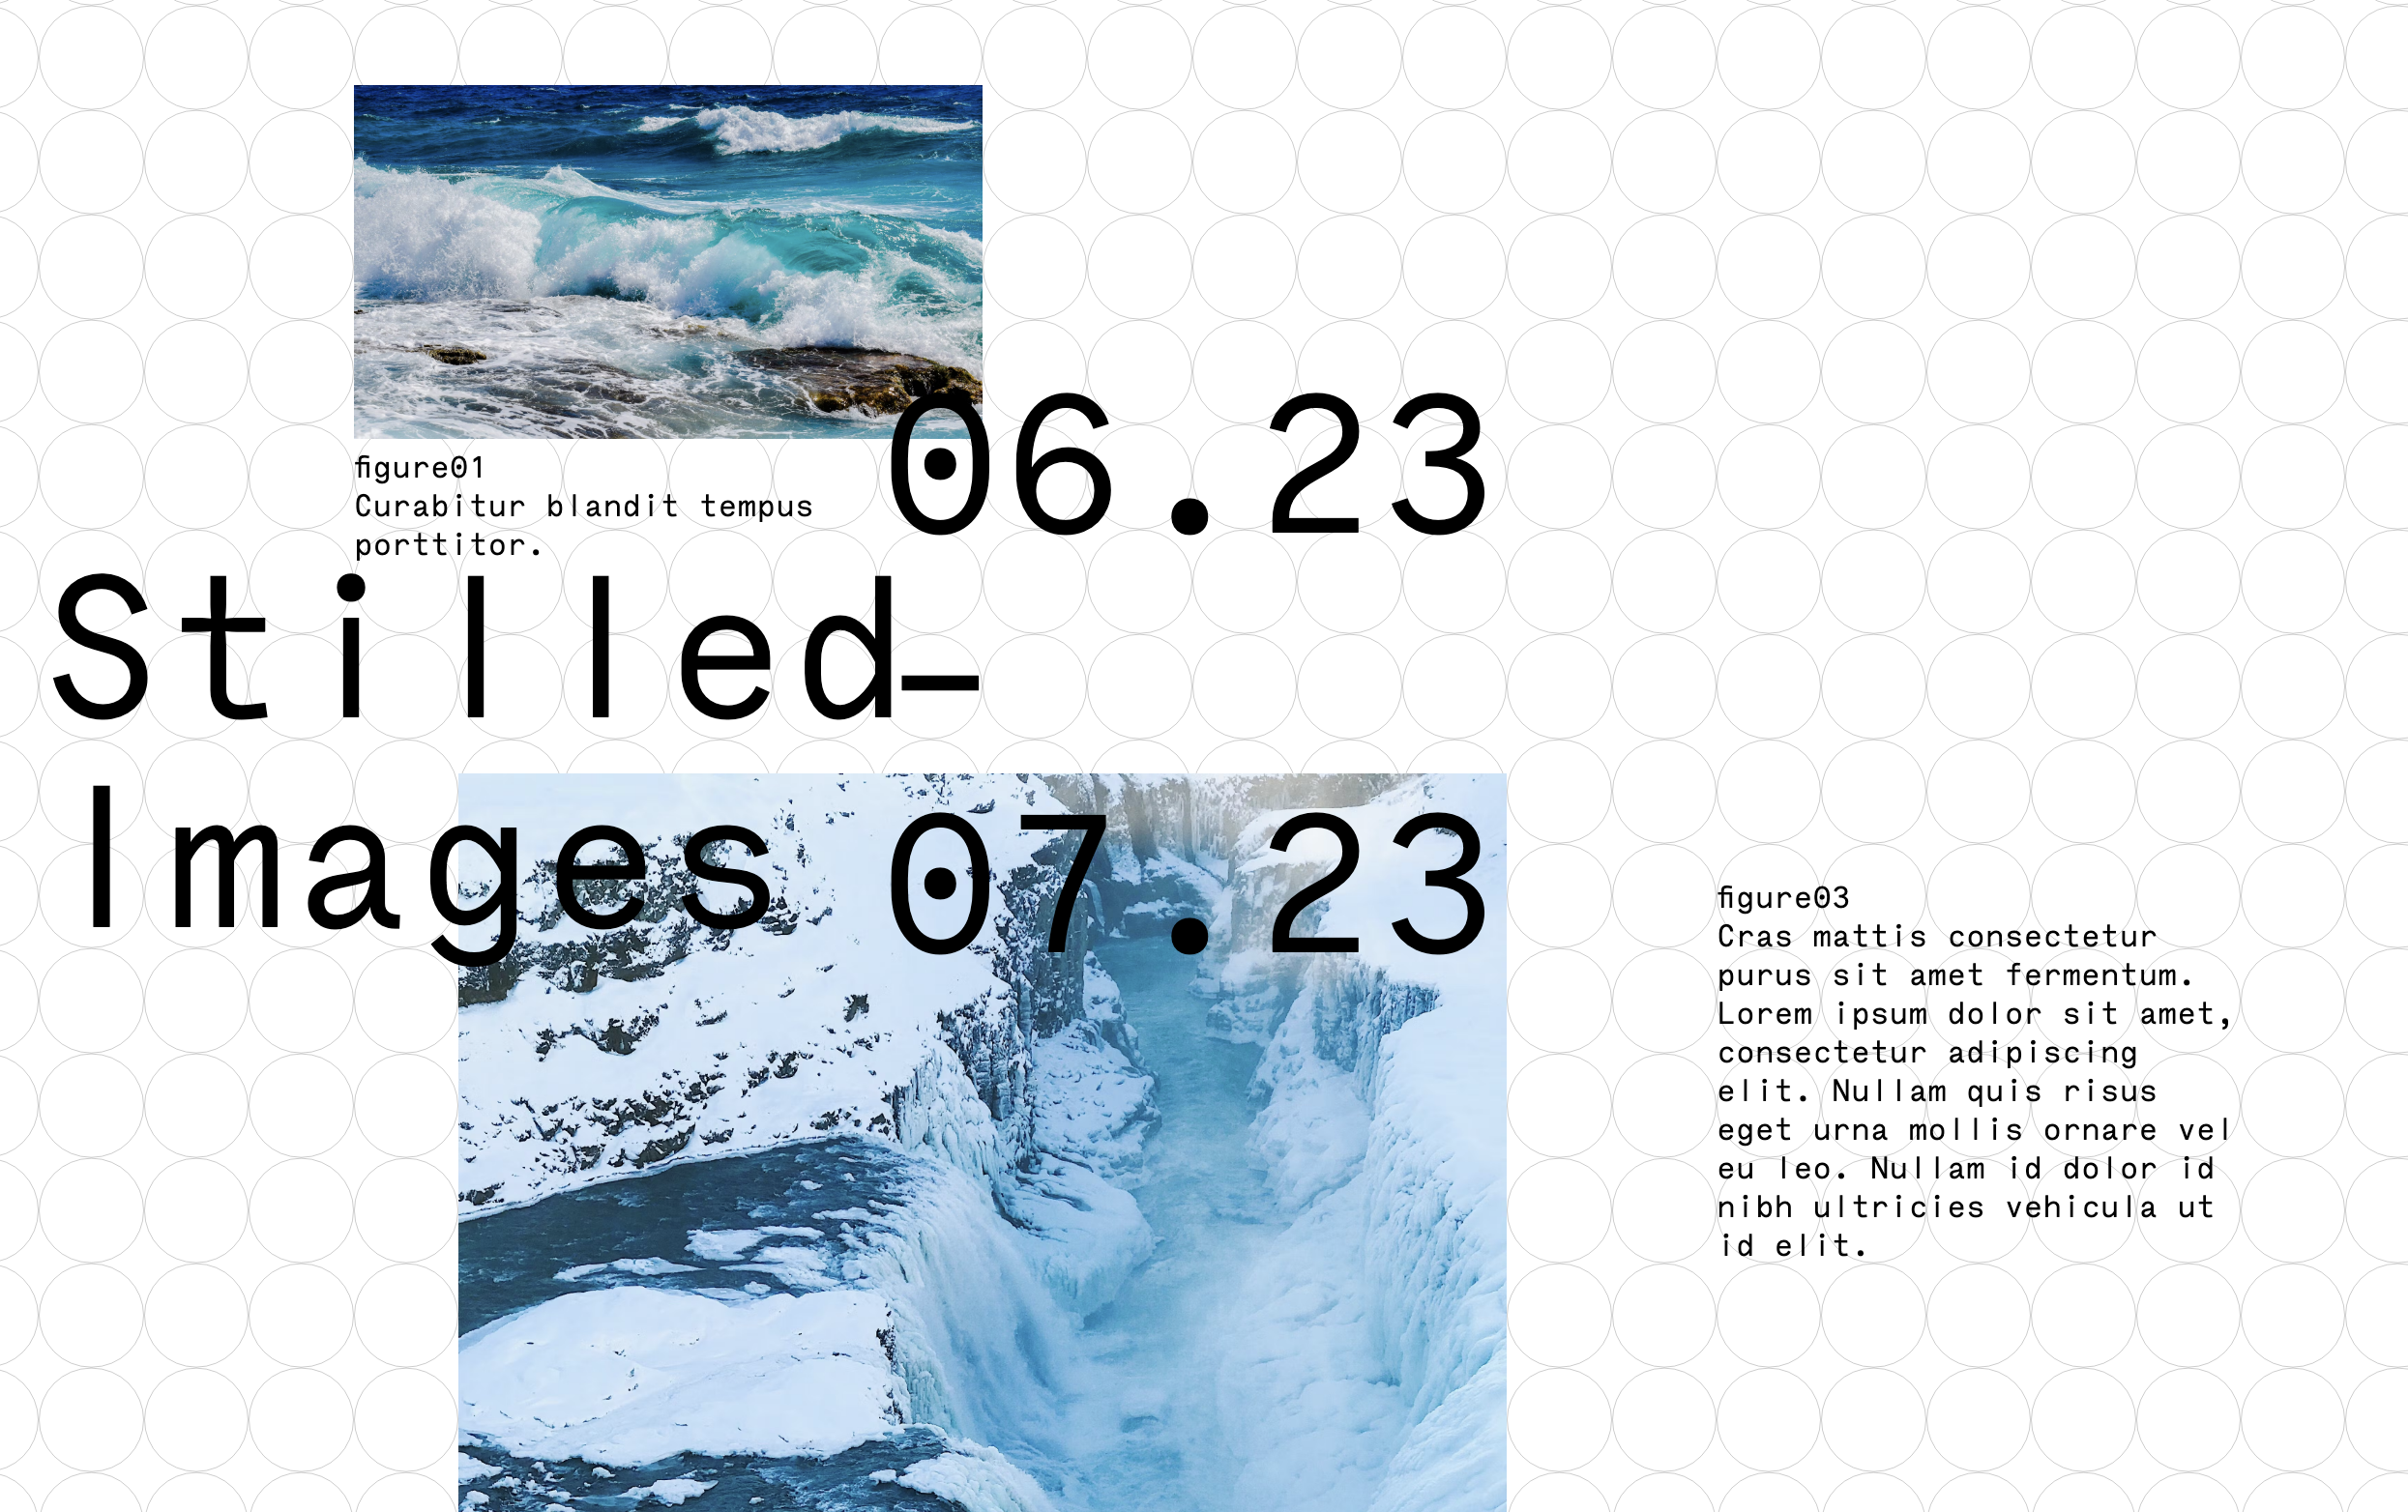 06.23
figure01
Curabitur blandit tempus
porttitor.
Stilled–
Images
07.23
figure03
Cras mattis consectetur
purus sit amet fermentum.
Lorem ipsum dolor sit amet,
consectetur adipiscing
elit. Nullam quis risus
eget urna mollis ornare vel
eu leo. Nullam id dolor id
nibh ultricies vehicula ut
id elit.